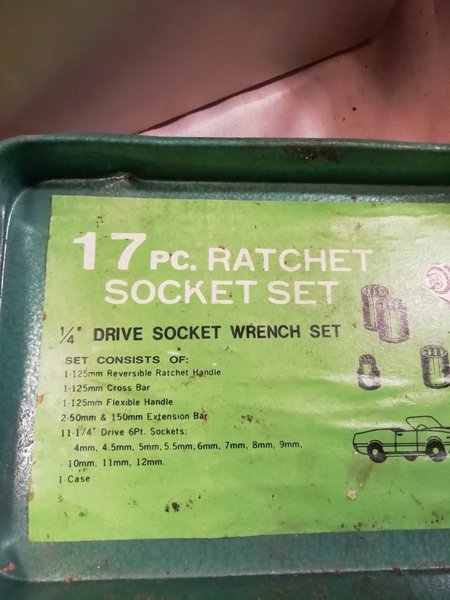 17 PC. RATCHET
SOCKET SET
1/4" DRIVE SOCKET WRENCH SET
SET CONSISTS OF:
1-125mm Reversible Ratchet Handle
1-125mm Cross Bar
1-125mm Flexible Handle
2-50mm & 150mm Extension Bar
11-1/4" Drive 6Pt. Sockets:
4mm, 4.5mm, 5mm, 5.5mm, 6mm, 7mm, 8mm, 9mm,
10mm, 11mm, 12mm.
1 Case